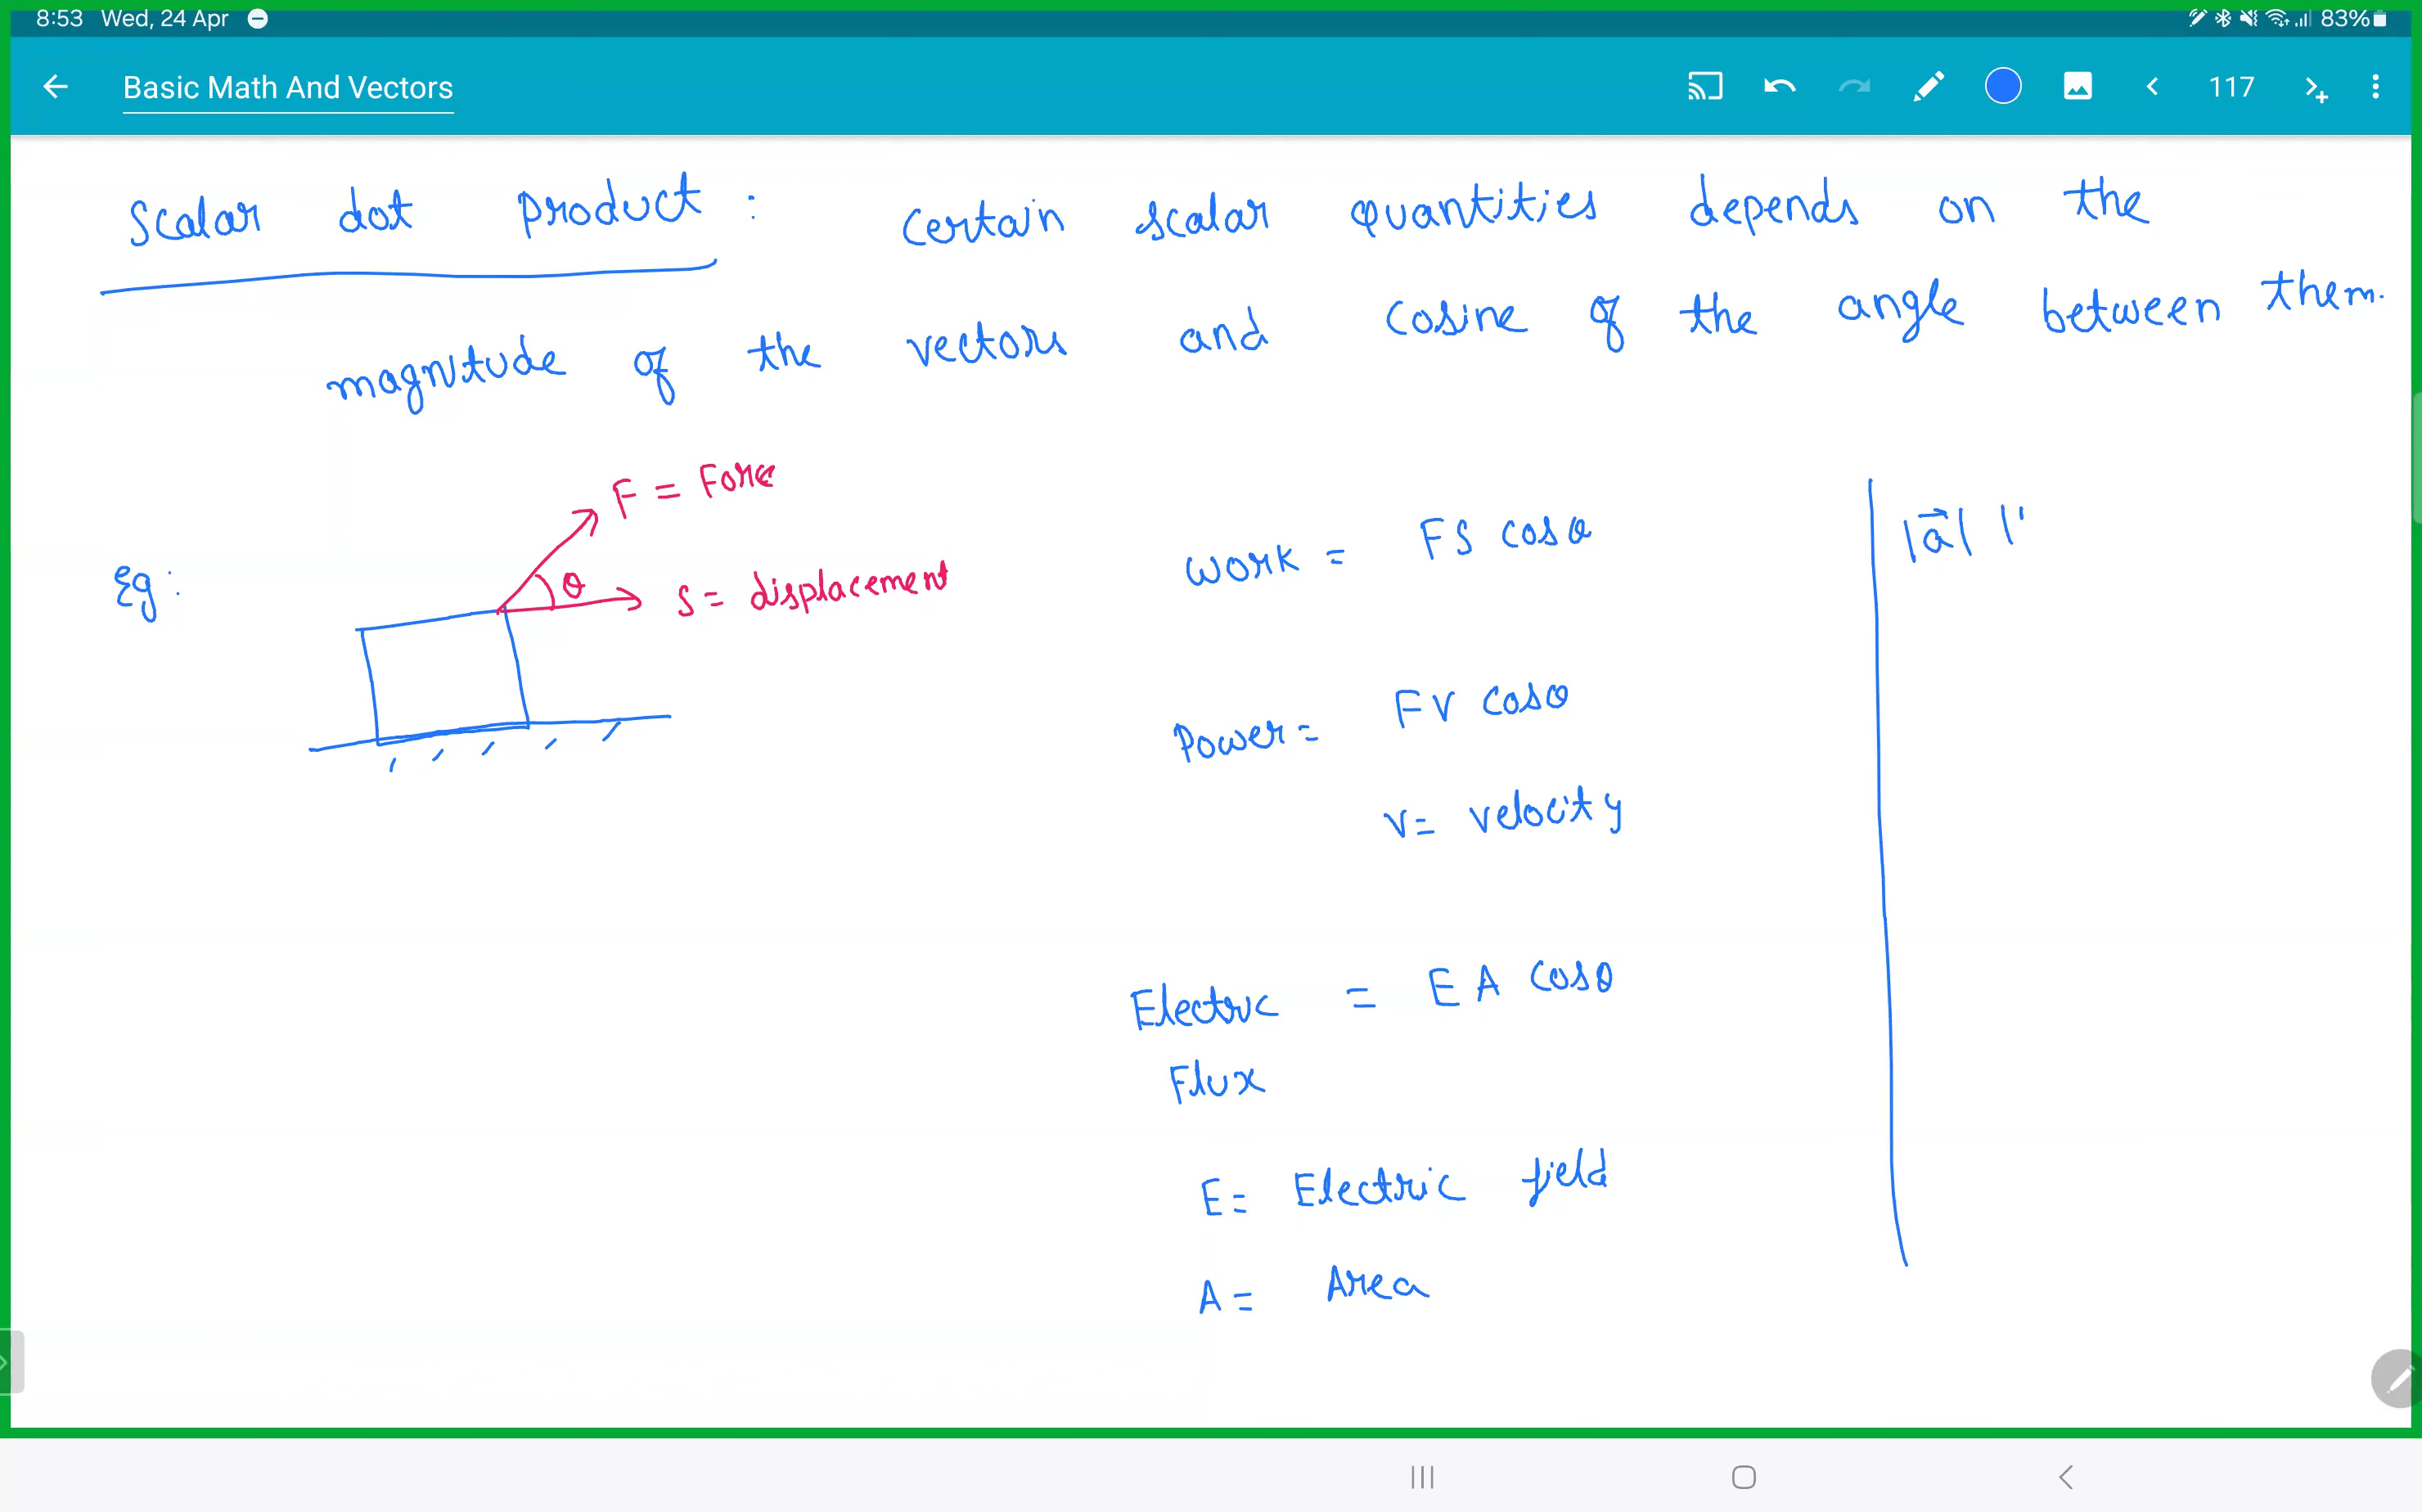 8:53 Wed, 24 Apr
83%
Basic Math And Vectors
117
Scalar dot product : certain scalar quantities depends on the
magnitude of the vectors and cosine of the angle between them.
Eg:
F = Force
θ
S = displacement
work = FS cosθ
Power = FV cosθ
V = velocity
Electric = EA cosθ
Flux
E = Electric field
A = Area
|a⃗| |'